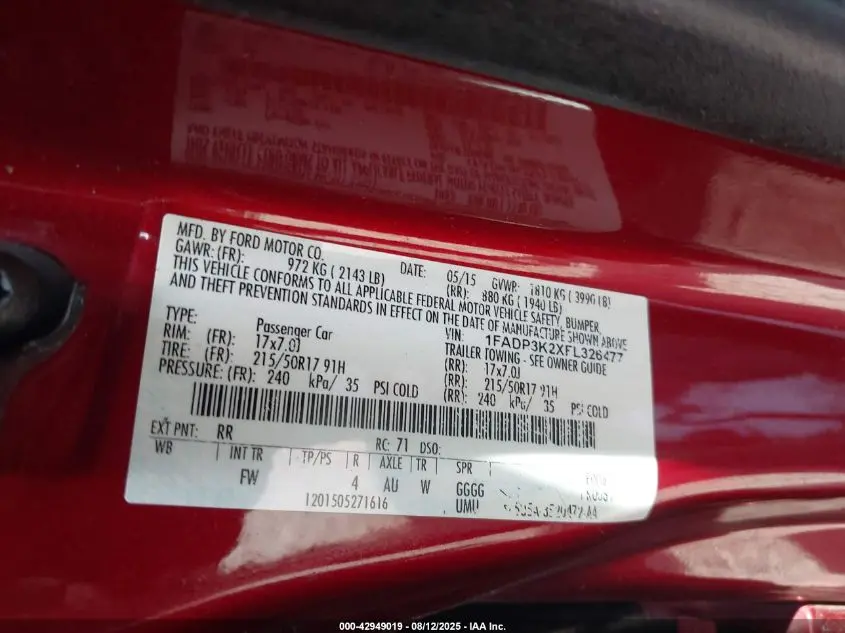 MFD. BY FORD MOTOR CO.
DATE: 05/15 GVWR: 1810 KG ( 3990 LB)
GAWR: (FR): 972 KG ( 2143 LB) (RR): 880 KG ( 1940 LB)
THIS VEHICLE CONFORMS TO ALL APPLICABLE FEDERAL MOTOR VEHICLE SAFETY, BUMPER,
AND THEFT PREVENTION STANDARDS IN EFFECT ON THE DATE OF MANUFACTURE SHOWN ABOVE
VIN: 1FADP3K2XFL326477
TYPE: Passenger Car TRAILER TOWING - SEE OWNER GUIDE
RIM: (FR): 17x7.0J (RR): 17x7.0J
TIRE: (FR): 215/50R17 91H (RR): 215/50R17 91H
PRESSURE: (FR): 240 kPa/ 35 PSI COLD (RR): 240 kPa/ 35 PSI COLD
EXT PNT: RR RC: 71 DSO:
WB INT TR TP/PS R AXLE TR SPR
FW 4 AU W GGGG
1201505271616 UMU
000-42949019 - 08/12/2025 - IAA Inc.